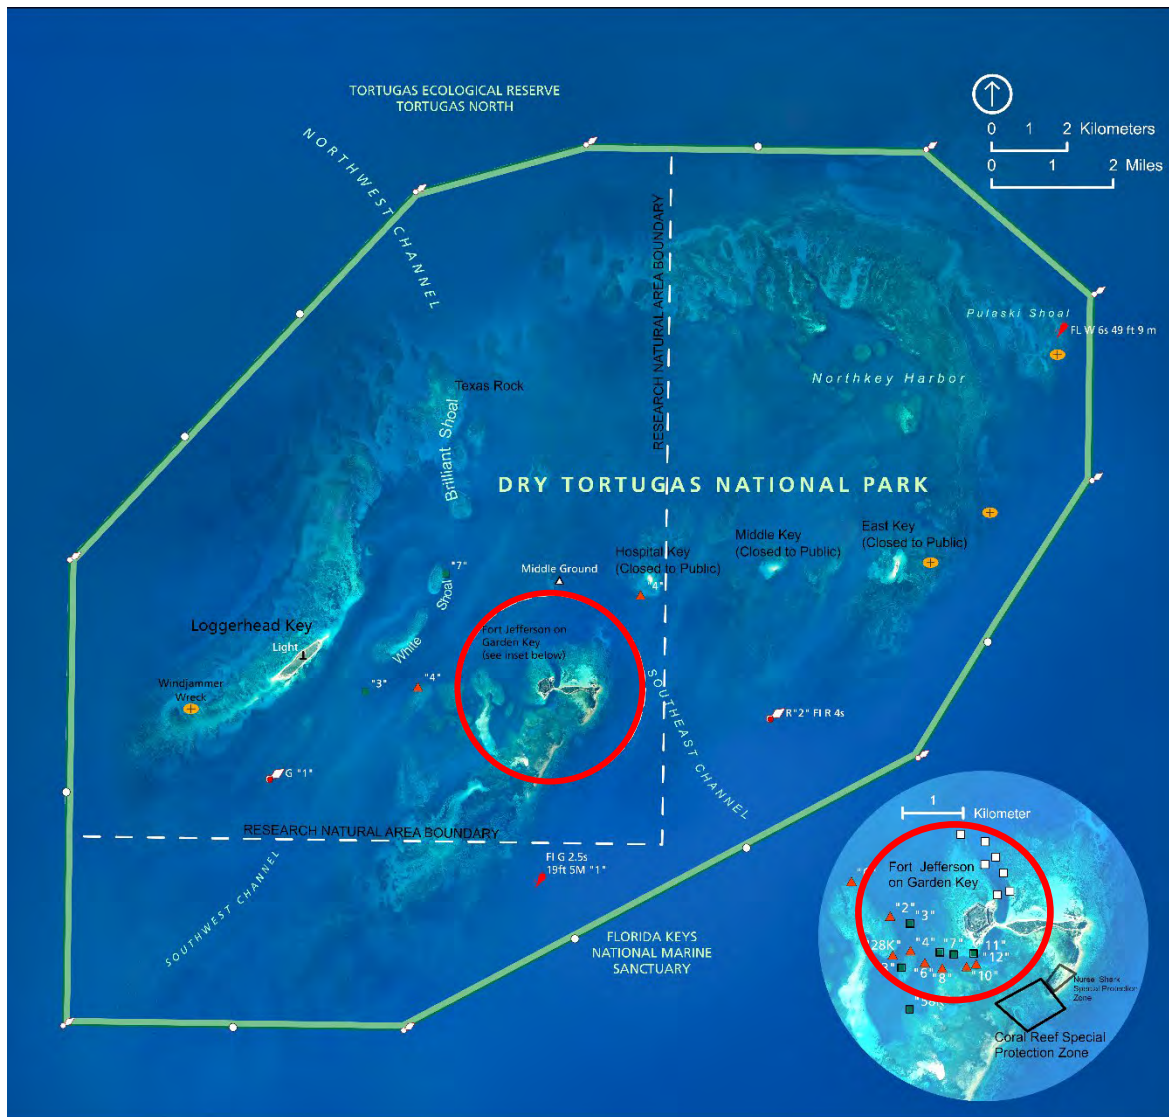 TORTUGAS ECOLOGICAL RESERVE
TORTUGAS NORTH
NORTHWEST CHANNEL
0 1 2 Kilometers
0 1 2 Miles
RESEARCH NATURAL AREA BOUNDARY
Pulaski Shoal
FL W 6s 49 ft 9 m
Northkey Harbor
Texas Rock
Brilliant Shoal
DRY TORTUGAS NATIONAL PARK
East Key
(Closed to Public)
Middle Key
(Closed to Public)
Hospital Key
(Closed to Public)
"4"
Middle Ground
"7"
White Shoal
Loggerhead Key
Light
Windjammer
Wreck
"3"
"4"
Fort Jefferson on
Garden Key
(see inset below)
SOUTHEAST CHANNEL
R"2" Fl R 4s
G "1"
RESEARCH NATURAL AREA BOUNDARY
Fl G 2.5s
19ft 5M "1"
SOUTHWEST CHANNEL
FLORIDA KEYS
NATIONAL MARINE
SANCTUARY
1
Kilometer
Fort Jefferson
on Garden Key
"2"
"3"
28K"
"4"
"7"
"11"
"12"
"6"
"8"
"10"
"58K
Nurse Shark
Special Protection
Zone
Coral Reef Special
Protection Zone